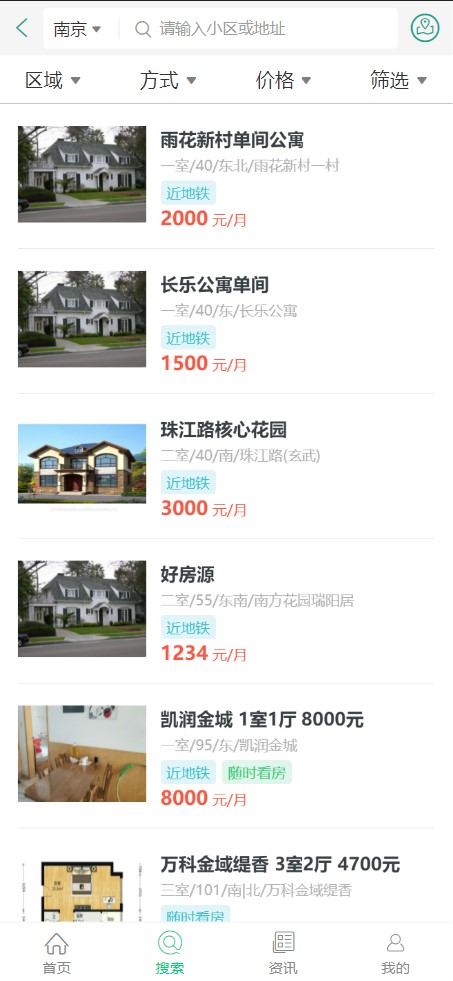 南京 请输入小区或地址
区域 方式 价格 筛选
雨花新村单间公寓
一室/40/东北/雨花新村一村
近地铁
2000 元/月
长乐公寓单间
一室/40/东/长乐公寓
近地铁
1500 元/月
珠江路核心花园
二室/40/南/珠江路(玄武)
近地铁
3000 元/月
好房源
二室/55/东南/南方花园瑞阳居
近地铁
1234 元/月
凯润金城 1室1厅 8000元
一室/95/东/凯润金城
近地铁 随时看房
8000 元/月
万科金域缇香 3室2厅 4700元
三室/101/南|北/万科金域缇香
随时看房
首页 搜索 资讯 我的